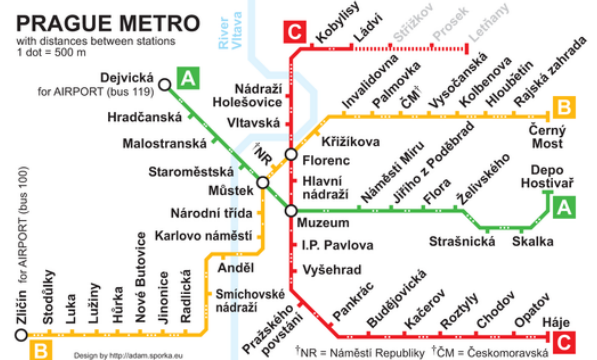 PRAGUE METRO
with distances between stations
1 dot = 500 m
River
Vltava
C
Kobylisy
Ládví
Střížkov
Prosek
Letňany
Dejvická
for AIRPORT (bus 119)
A
Hradčanská
Malostranská
Staroměstská
Můstek
†NR
Nádraží
Holešovice
Vltavská
Invalidovna
Palmovka
ČM†
Vysočanská
Kolbenova
Hloubětín
Rajská zahrada
B
Černý
Most
Křižíkova
Florenc
Hlavní
nádraží
Muzeum
Náměstí Míru
Jiřího z Poděbrad
Flora
Želivského
Strašnická
Skalka
Depo
Hostivař
A
Národní třída
Karlovo náměstí
Anděl
Smíchovské
nádraží
I.P. Pavlova
Vyšehrad
Pražského
povstání
Pankrác
Budějovická
Kačerov
Roztyly
Chodov
Opatov
Háje
C
Zličín for AIRPORT (bus 100)
Stodůlky
Luka
Lužiny
Hůrka
Nové Butovice
Jinonice
Radlická
B
Design by http://adam.sporka.eu
†NR = Náměstí Republiky †ČM = Českomoravská